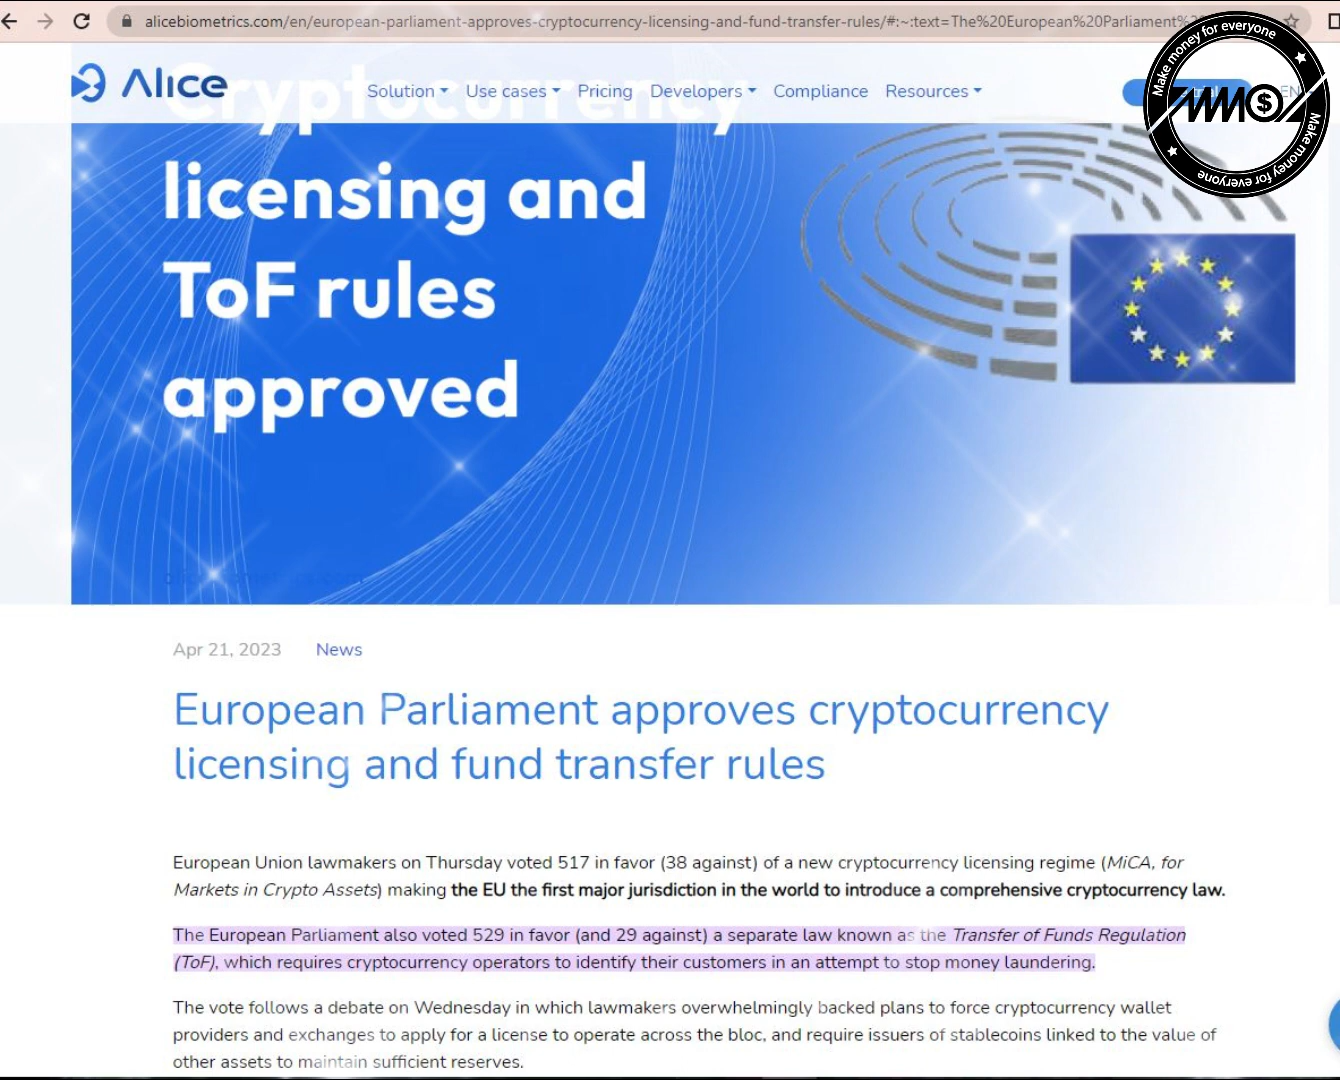 alicebiometrics.com/en/european-parliament-approves-cryptocurrency-licensing-and-fund-transfer-rules/#:~:text=The%20European%20Parliament%
Make money for everyone
MMO
Make money for everyone
Alice
Solution
Use cases
Pricing
Developers
Compliance
Resources
EN
Cryptocurrency
licensing and
ToF rules
approved
Apr 21, 2023
News
European Parliament approves cryptocurrency
licensing and fund transfer rules
European Union lawmakers on Thursday voted 517 in favor (38 against) of a new cryptocurrency licensing regime (MiCA, for
Markets in Crypto Assets) making the EU the first major jurisdiction in the world to introduce a comprehensive cryptocurrency law.
The European Parliament also voted 529 in favor (and 29 against) a separate law known as the Transfer of Funds Regulation
(ToF), which requires cryptocurrency operators to identify their customers in an attempt to stop money laundering.
The vote follows a debate on Wednesday in which lawmakers overwhelmingly backed plans to force cryptocurrency wallet
providers and exchanges to apply for a license to operate across the bloc, and require issuers of stablecoins linked to the value of
other assets to maintain sufficient reserves.